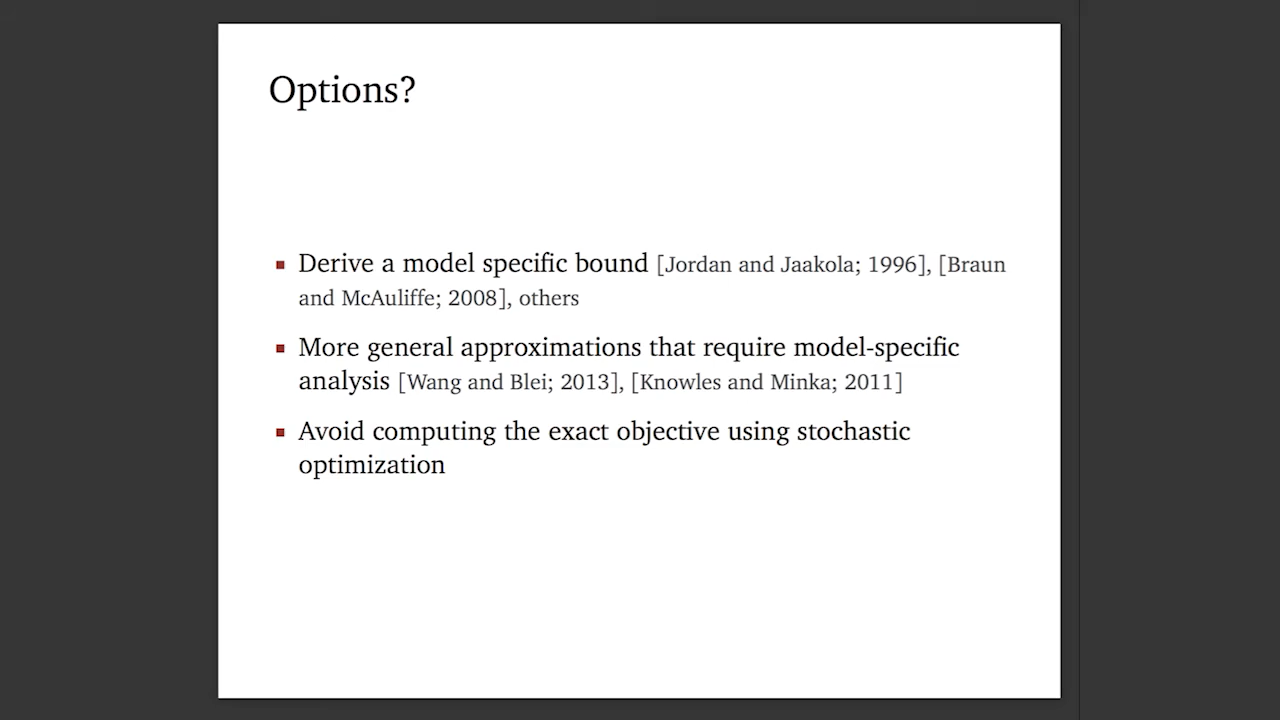 Options?
Derive a model specific bound [Jordan and Jaakola; 1996], [Braun
and McAuliffe; 2008], others
More general approximations that require model-specific
analysis [Wang and Blei; 2013], [Knowles and Minka; 2011]
Avoid computing the exact objective using stochastic
optimization